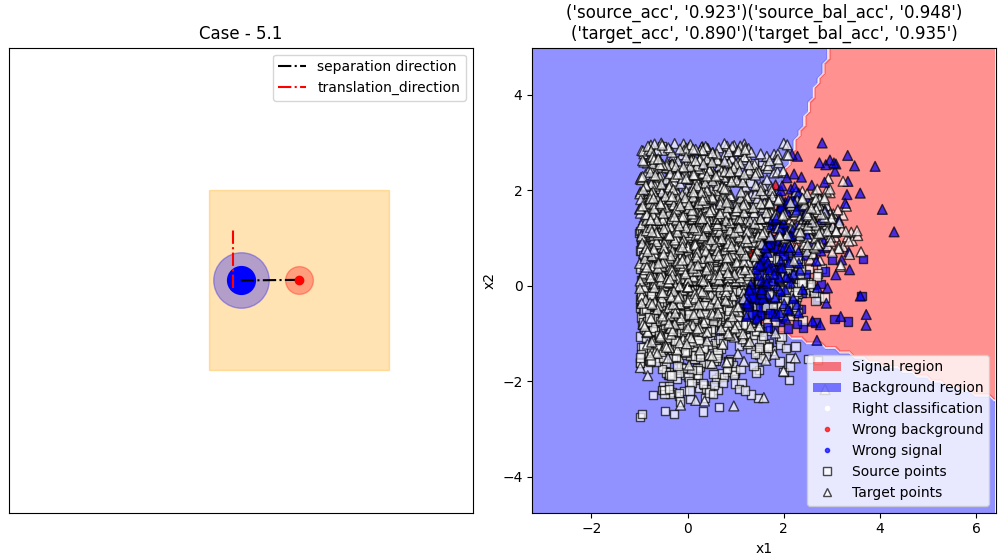 Case - 5.1
separation direction
translation_direction
('source_acc', '0.923')('source_bal_acc', '0.948')
('target_acc', '0.890')('target_bal_acc', '0.935')
4
2
0
−2
−4
x2
Signal region
Background region
Right classification
Wrong background
Wrong signal
Source points
Target points
−2
0
2
4
6
x1